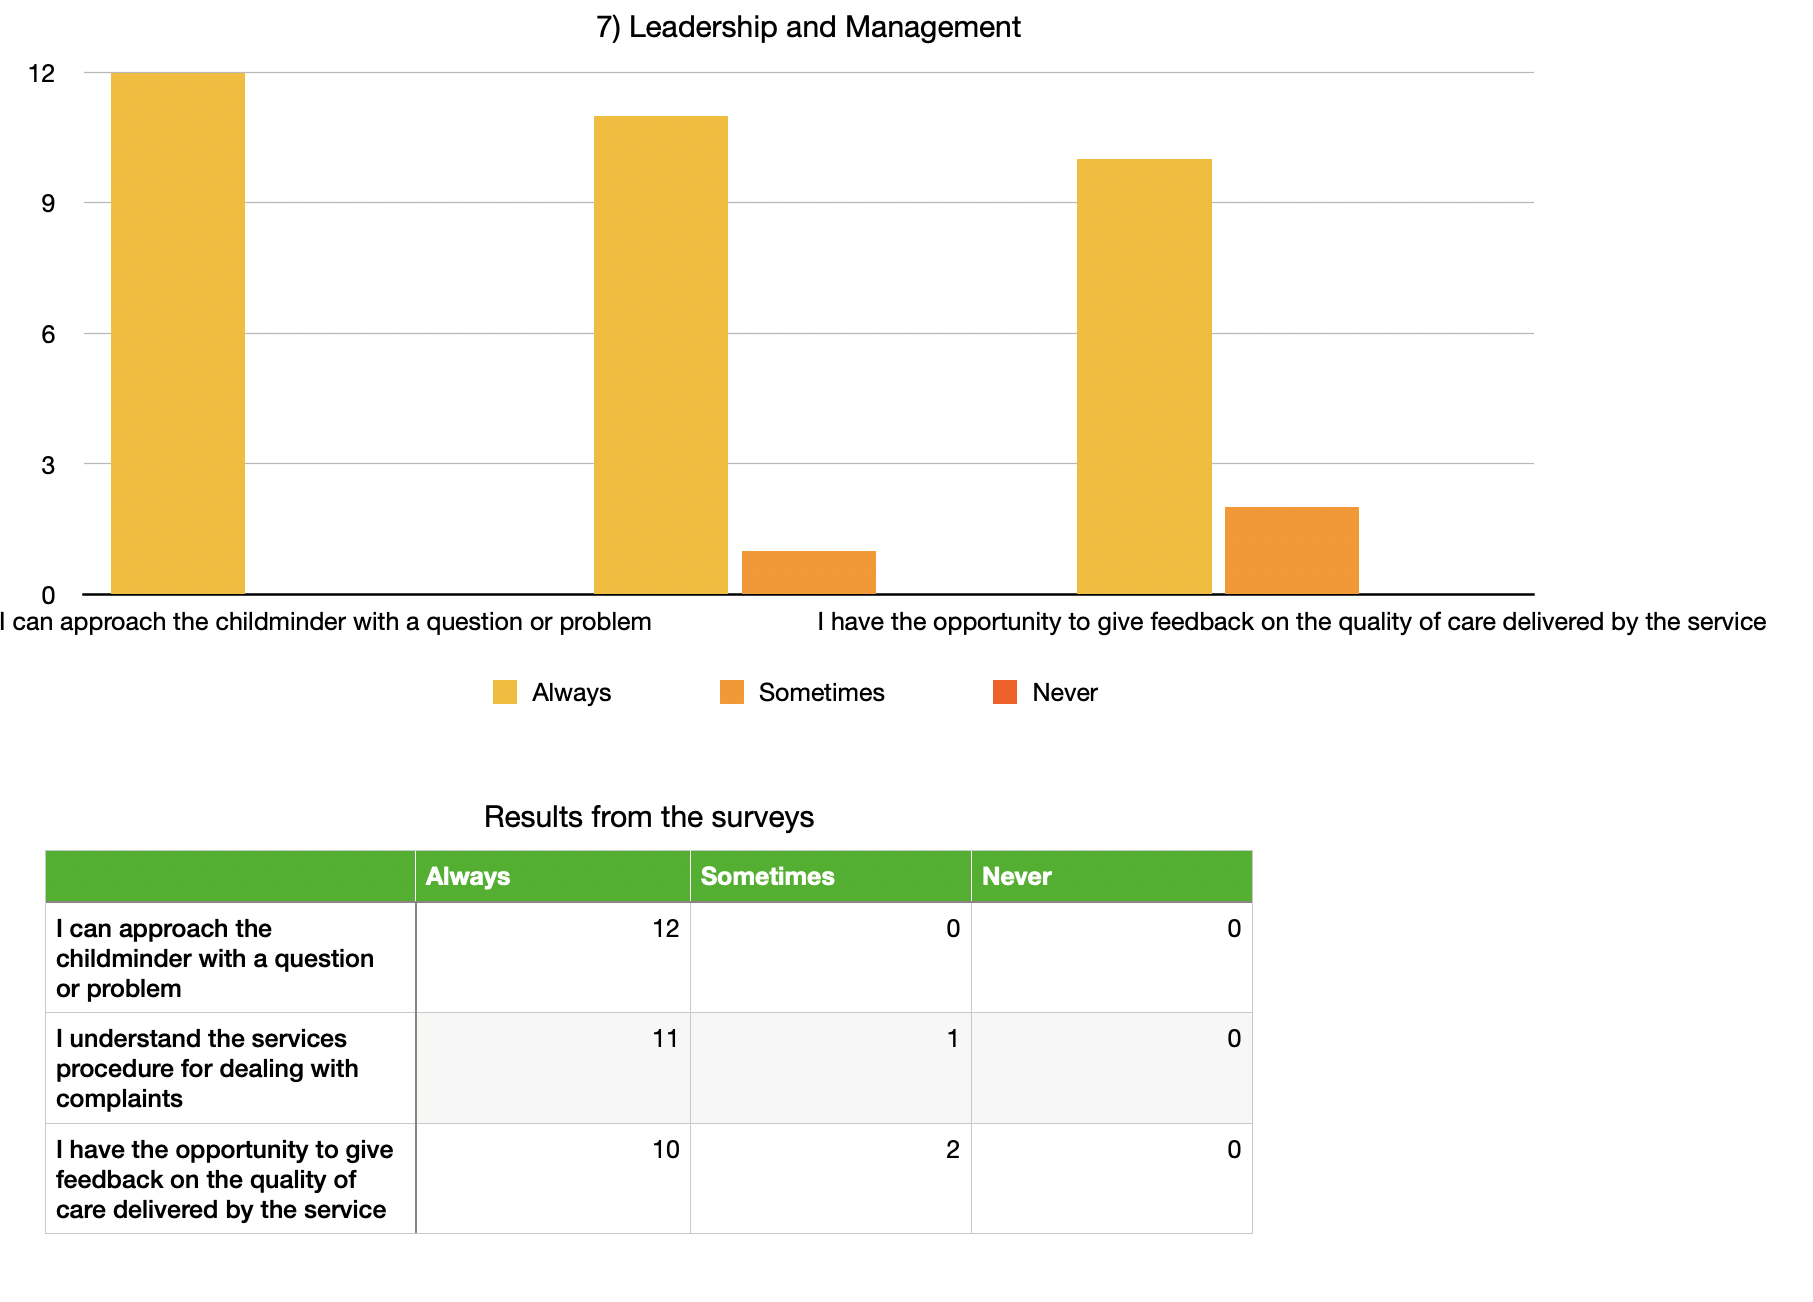 7) Leadership and Management
12
9
6
3
0
I can approach the childminder with a question or problem
I have the opportunity to give feedback on the quality of care delivered by the service
Always
Sometimes
Never
Results from the surveys
Always Sometimes Never
I can approach the
childminder with a question
or problem
12 0 0
I understand the services
procedure for dealing with
complaints
11 1 0
I have the opportunity to give
feedback on the quality of
care delivered by the service
10 2 0